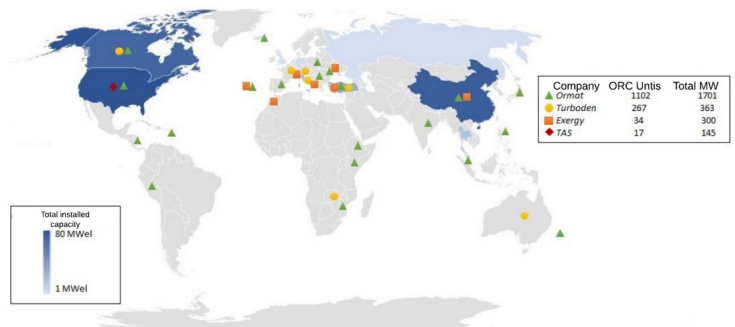 Company ORC Untis Total MW
Ormat 1102 1701
Turboden 267 363
Exergy 34 300
TAS 17 145
Total installed
capacity
80 MWel
1 MWel